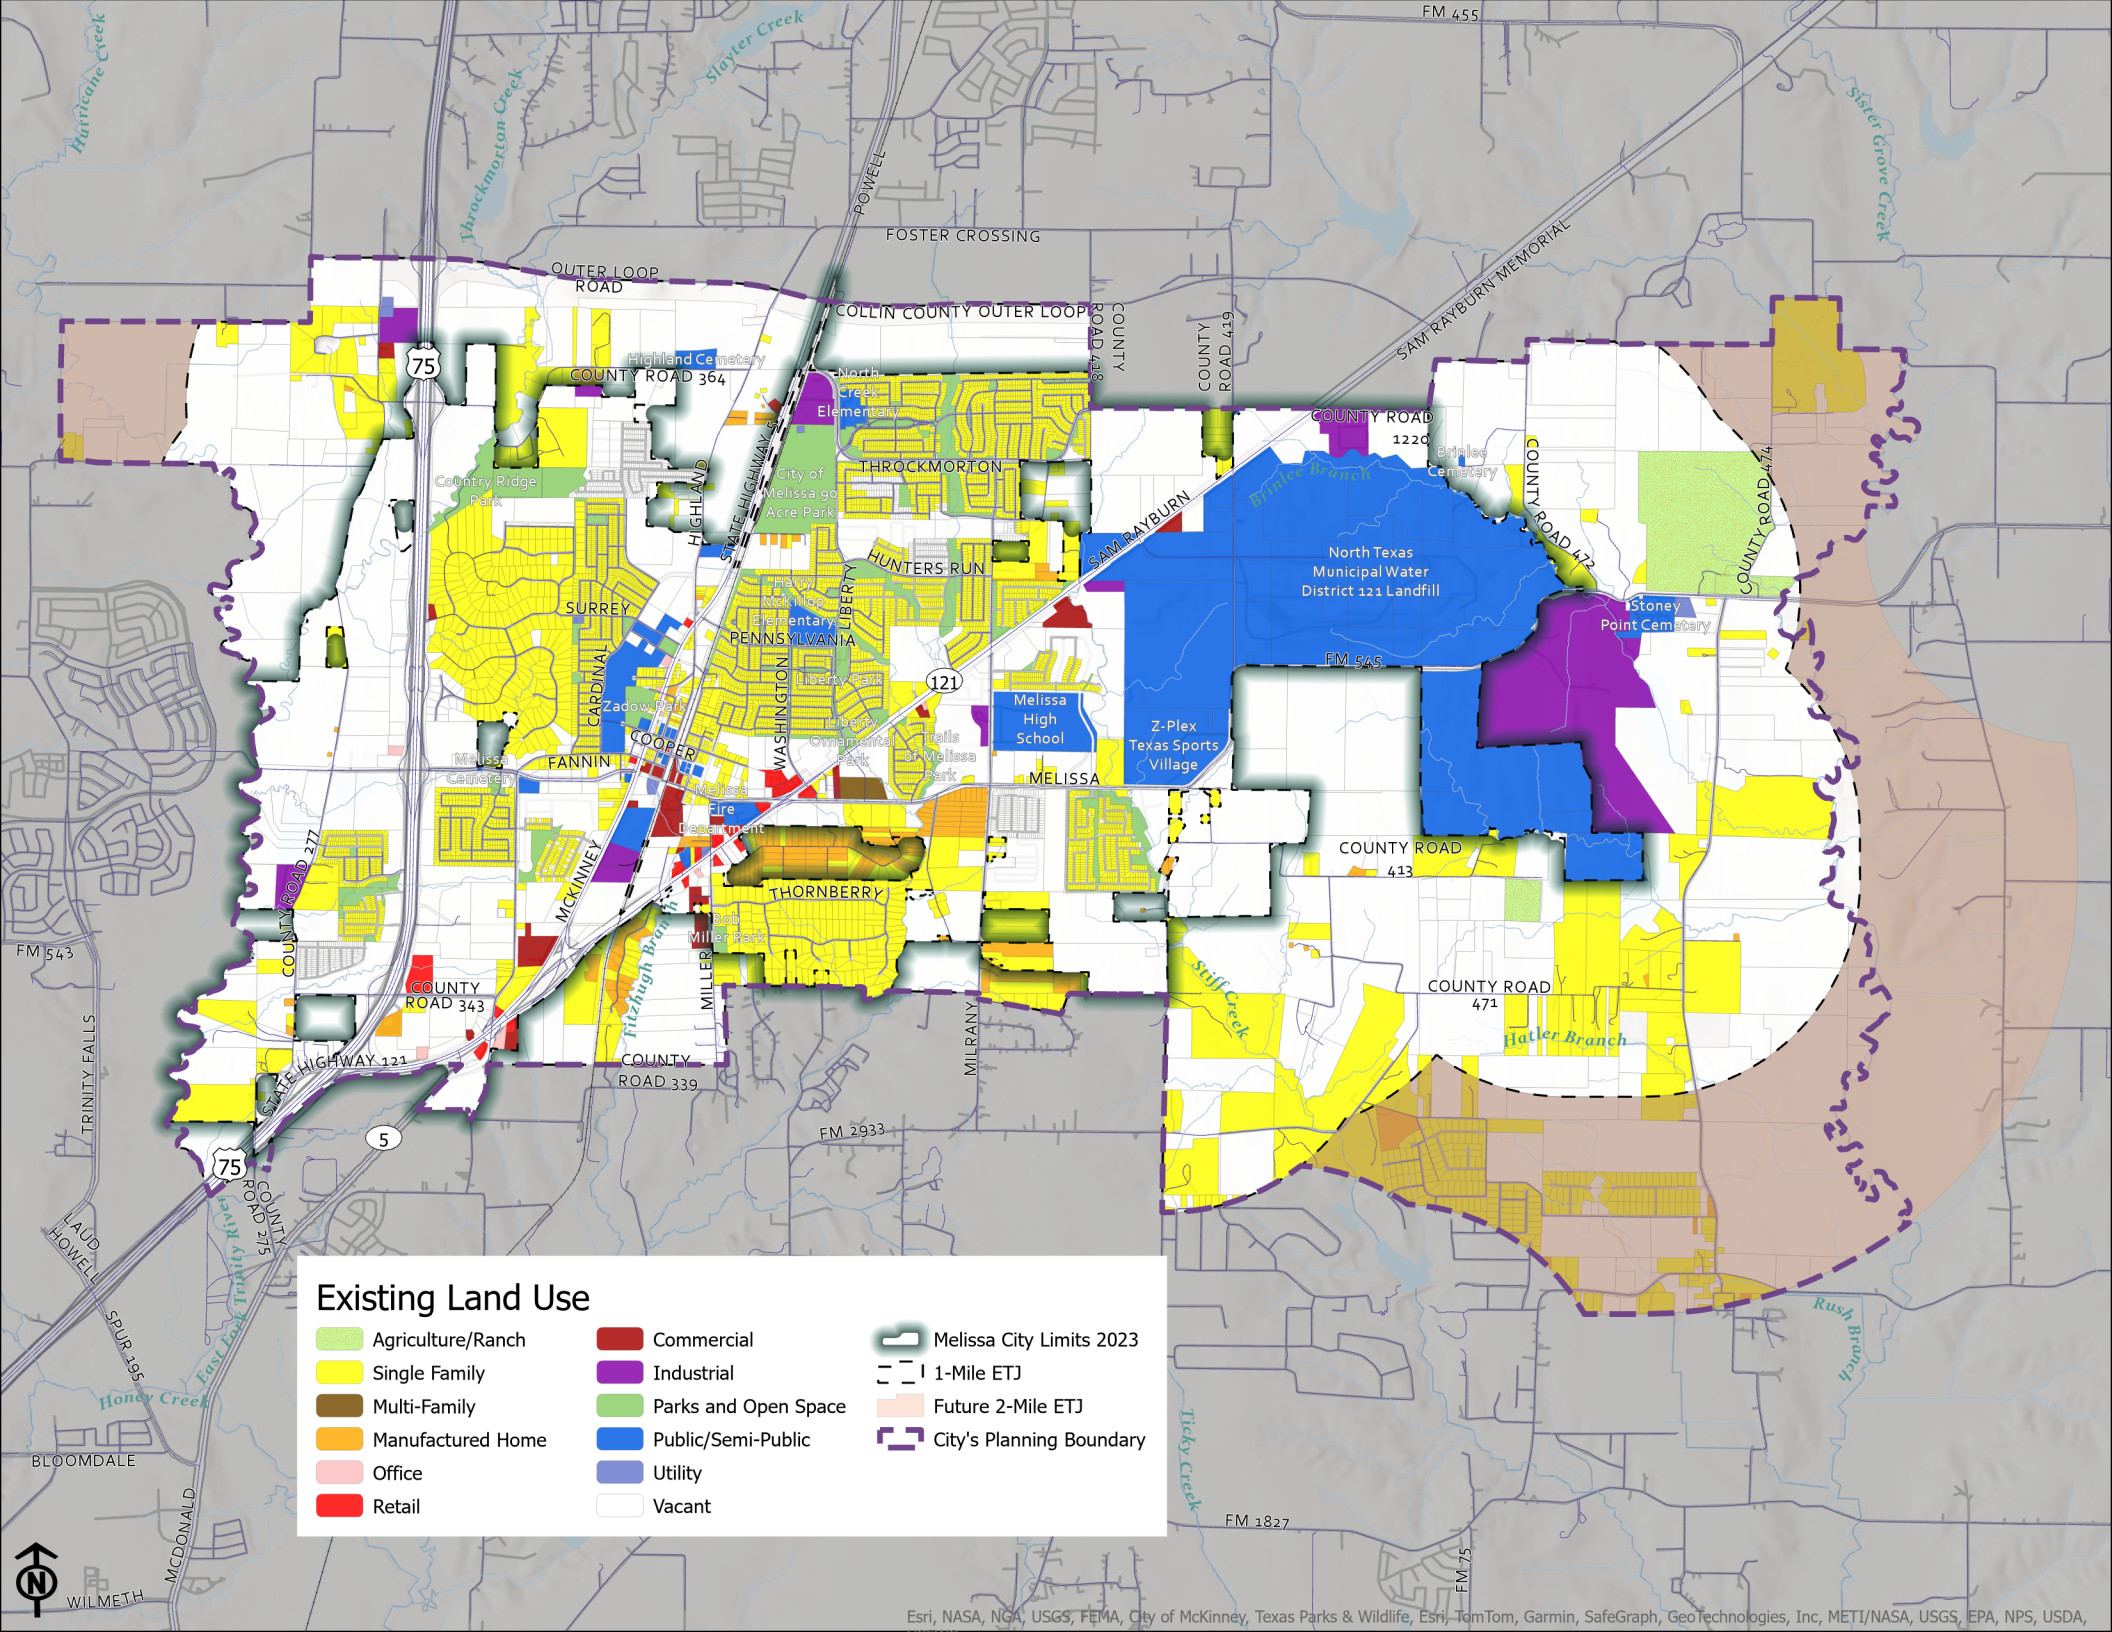 FM 455
Hurricane Creek
Slayter Creek
Throckmorton Creek
Sister Grove Creek
POWELL
FOSTER CROSSING
SAM RAYBURN MEMORIAL
OUTER LOOP
ROAD
COLLIN COUNTY OUTER LOOP
COUNTY
ROAD 418
COUNTY
ROAD 419
75
Highland Cemetery
COUNTY ROAD 364
North
Creek
Elementary
COUNTY ROAD
1220
Brinlee
Cemetery
Brinlee Branch
COUNTY ROAD 472
COUNTY ROAD 474
THROCKMORTON
City of
Melissa 90
Acre Park
Country Ridge
Park
HIGHLAND
STATE HIGHWAY 5
SAM RAYBURN
HUNTERS RUN
North Texas
Municipal Water
District 121 Landfill
Harry
McKillop
Elementary
LIBERTY
SURREY
PENNSYLVANIA
Stoney
Point Cemetery
FM 545
CARDINAL
WASHINGTON
Liberty Park
121
Zadow Park
Melissa
High
School
Liberty
Ornamental
Park
Trails
of Melissa
Park
Z-Plex
Texas Sports
Village
COOPER
FANNIN
Melissa
Cemetery
MELISSA
Melissa
Fire
Department
COUNTY ROAD 277
MCKINNEY
COUNTY ROAD
413
THORNBERRY
Bob
Miller Park
MILLER
Fitzhugh Branch
FM 543
Stiff Creek
COUNTY
ROAD 343
COUNTY ROAD
471
Hatler Branch
TRINITY FALLS
STATE HIGHWAY 121
COUNTY
ROAD 339
MILRANY
FM 2933
5
75
COUNTY
ROAD 275
LAUD
HOWELL
East Fork Trinity River
SPUR 195
Honey Creek
Rush Branch
Ticky Creek
BLOOMDALE
MCDONALD
WILMETH
FM 1827
FM 75
Existing Land Use
Agriculture/Ranch
Single Family
Multi-Family
Manufactured Home
Office
Retail
Commercial
Industrial
Parks and Open Space
Public/Semi-Public
Utility
Vacant
Melissa City Limits 2023
1-Mile ETJ
Future 2-Mile ETJ
City's Planning Boundary
N
Esri, NASA, NGA, USGS, FEMA, City of McKinney, Texas Parks & Wildlife, Esri, TomTom, Garmin, SafeGraph, GeoTechnologies, Inc, METI/NASA, USGS, EPA, NPS, USDA,